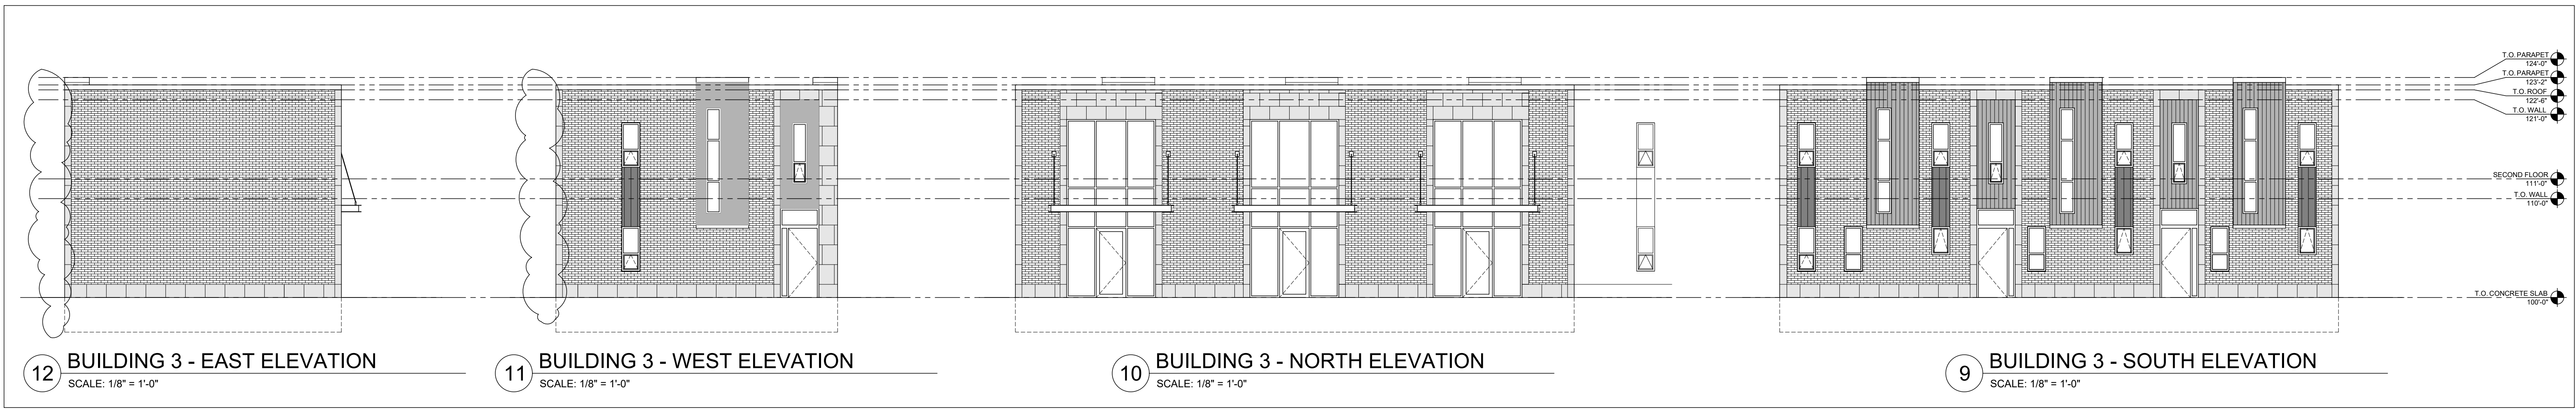 T.O. PARAPET
124'-0"
T.O. PARAPET
123'-2"
T.O. ROOF
122'-6"
T.O. WALL
121'-0"
SECOND FLOOR
111'-0"
T.O. WALL
110'-0"
T.O. CONCRETE SLAB
100'-0"
12 BUILDING 3 - EAST ELEVATION
SCALE: 1/8" = 1'-0"
11 BUILDING 3 - WEST ELEVATION
SCALE: 1/8" = 1'-0"
10 BUILDING 3 - NORTH ELEVATION
SCALE: 1/8" = 1'-0"
9 BUILDING 3 - SOUTH ELEVATION
SCALE: 1/8" = 1'-0"